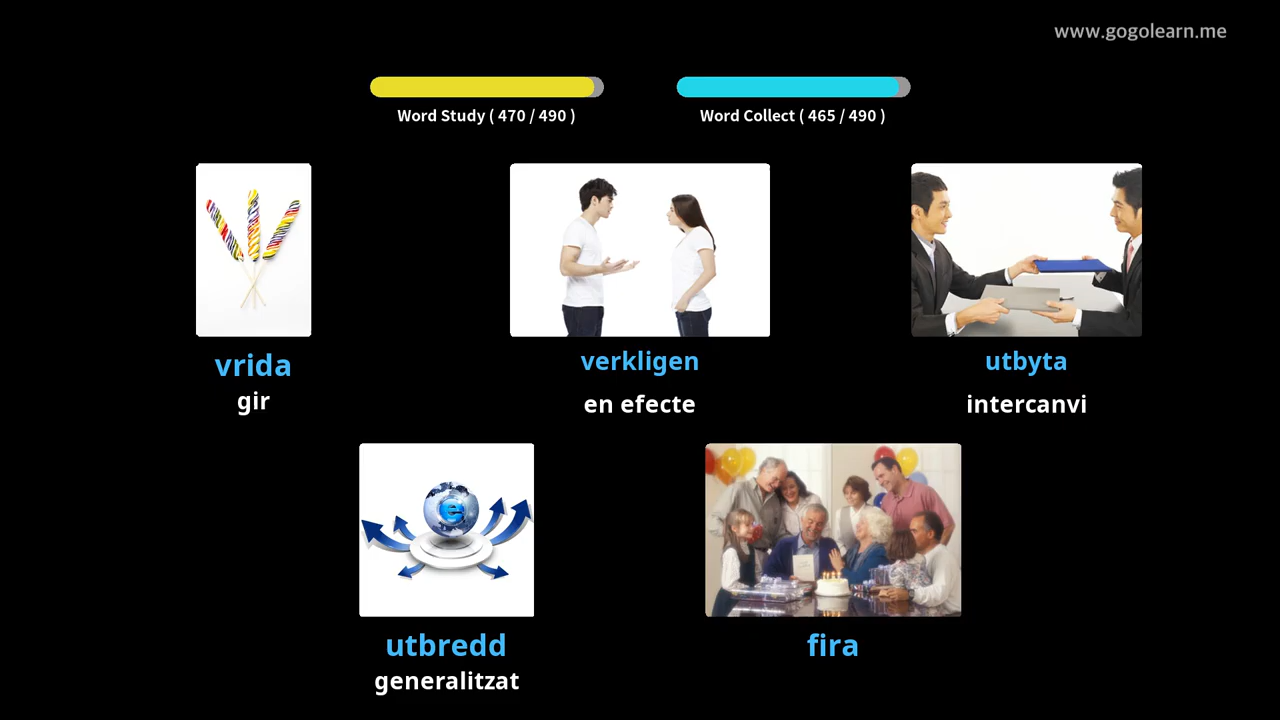 www.gogolearn.me
Word Study ( 470 / 490 )
Word Collect ( 465 / 490 )
vrida
gir
verkligen
en efecte
utbyta
intercanvi
e
utbredd
generalitzat
fira